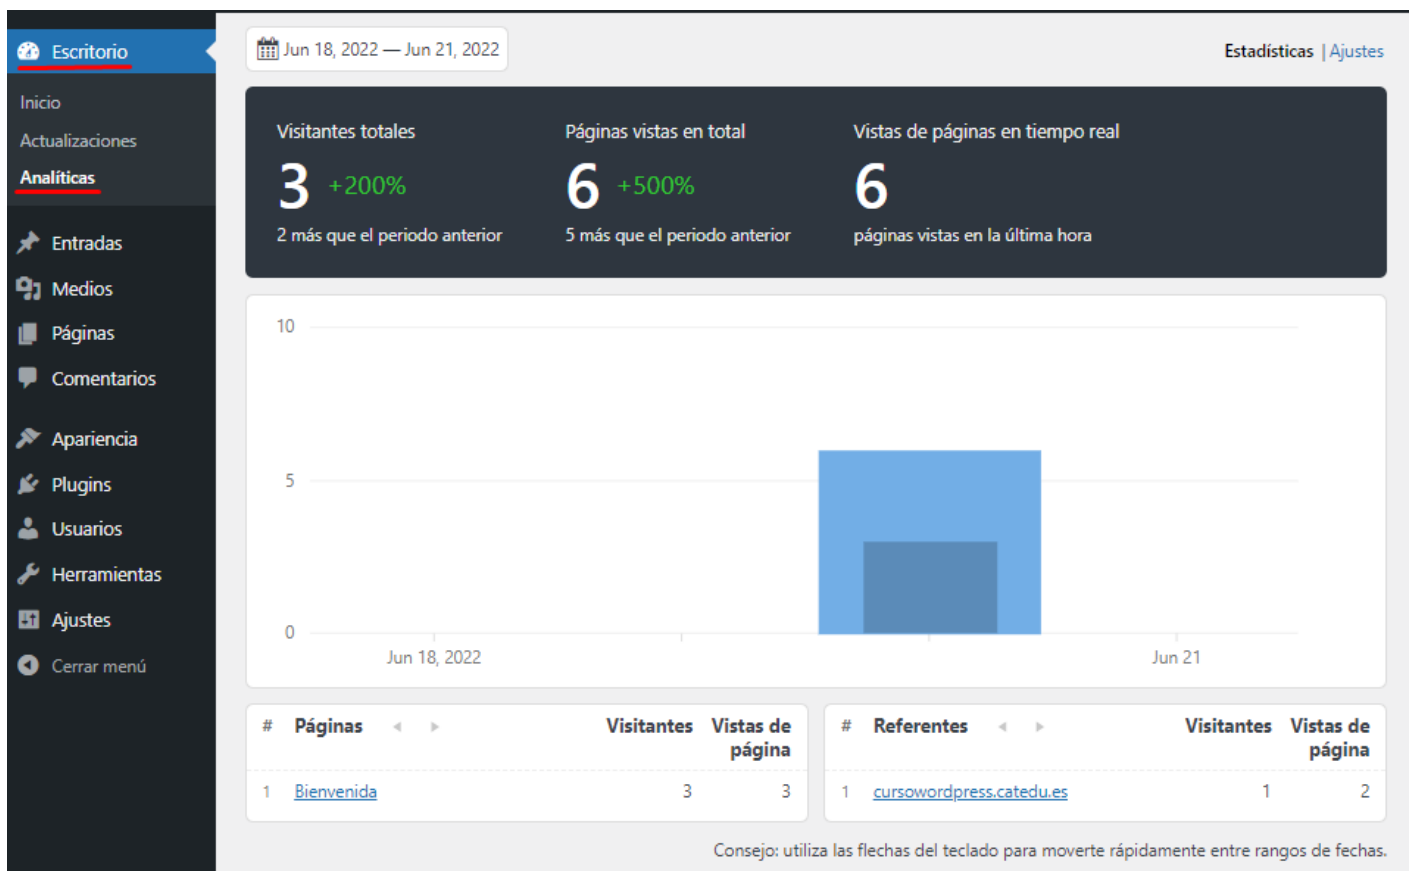 Escritorio
Inicio
Actualizaciones
Analíticas
Entradas
Medios
Páginas
Comentarios
Apariencia
Plugins
Usuarios
Herramientas
Ajustes
Cerrar menú
Jun 18, 2022 — Jun 21, 2022
Estadísticas | Ajustes
Visitantes totales
3 +200%
2 más que el periodo anterior
Páginas vistas en total
6 +500%
5 más que el periodo anterior
Vistas de páginas en tiempo real
6
páginas vistas en la última hora
10
5
0
Jun 18, 2022
Jun 21
# Páginas Visitantes Vistas de
página
1 Bienvenida 3 3
# Referentes Visitantes Vistas de
página
1 cursowordpress.catedu.es 1 2
Consejo: utiliza las flechas del teclado para moverte rápidamente entre rangos de fechas.